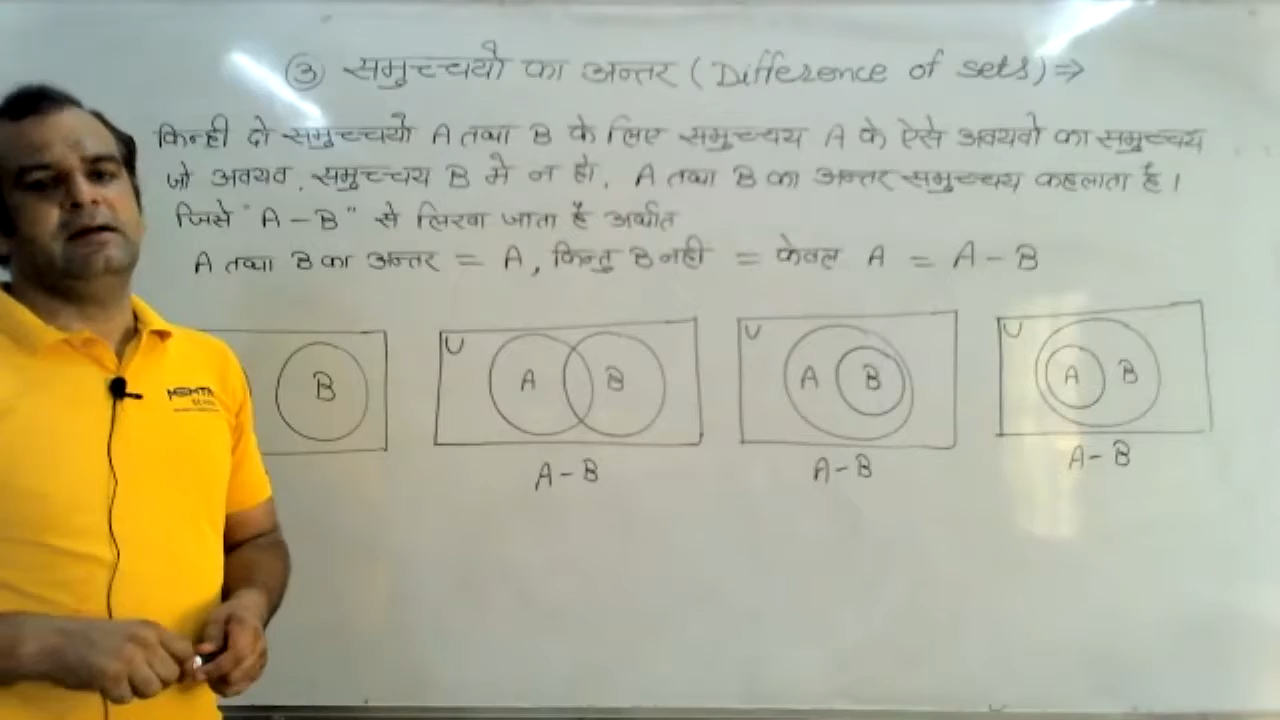 ③ समुच्चयो का अन्तर (Difference of sets) ⇒
किन्ही दो समुच्चयो A तथा B के लिए समुच्चय A के ऐसे अवयवो का समुच्चय
जो अवयव, समुच्चय B मे न हो, A तथा B का अन्तर समुच्चय कहलाता है।
जिसे "A - B" से लिखा जाता है अर्थात
A तथा B का अन्तर = A, किन्तु B नही = केवल A = A - B
B
U A B
U A B
U A B
A - B
A - B
A - B